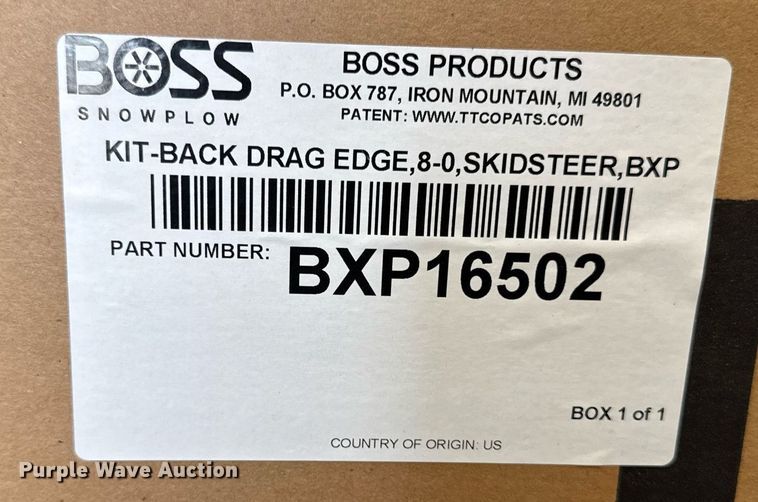 BOSS
SNOWPLOW
BOSS PRODUCTS
P.O. BOX 787, IRON MOUNTAIN, MI 49801
PATENT: WWW.TTCOPATS.COM
KIT-BACK DRAG EDGE,8-0,SKIDSTEER,BXP
PART NUMBER: BXP16502
BOX 1 of 1
COUNTRY OF ORIGIN: US
Purple Wave Auction